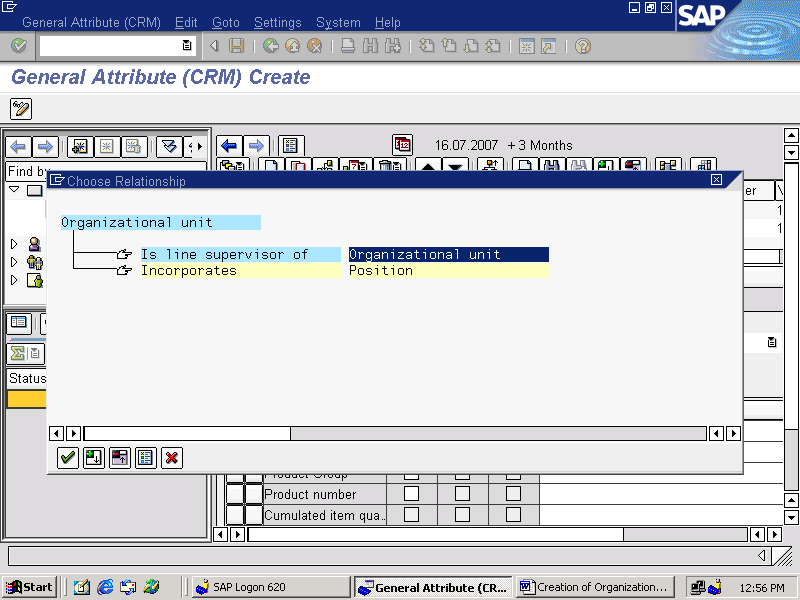 General Attribute (CRM) Edit Goto Settings System Help
SAP
General Attribute (CRM) Create
16.07.2007 + 3 Months
Find by
Choose Relationship
er
Organizational unit
1
1
Is line supervisor of Organizational unit
Incorporates Position
Status
Product Group
Product number
Cumulated item qua..
Start SAP Logon 620 General Attribute (CR... Creation of Organization... 12:56 PM